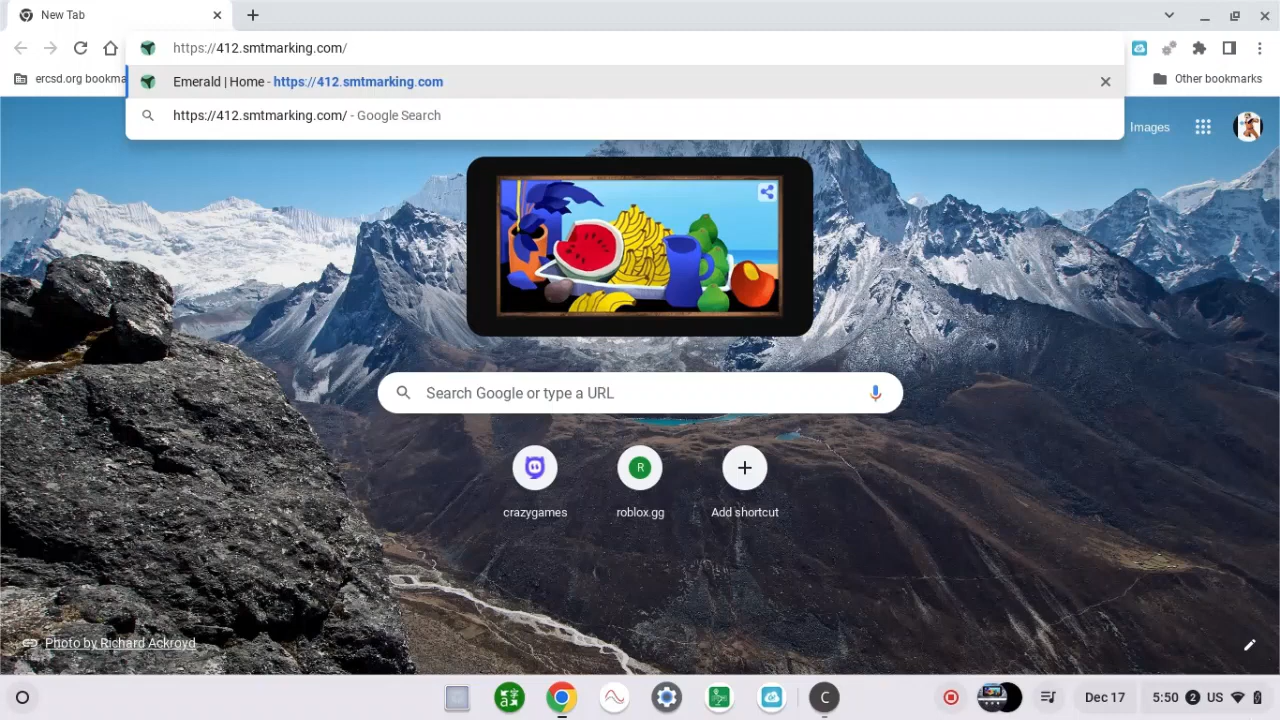 New Tab
https://412.smtmarking.com/
Emerald | Home - https://412.smtmarking.com
https://412.smtmarking.com/ - Google Search
ercsd.org bookma
Other bookmarks
Images
Search Google or type a URL
R
crazygames
roblox.gg
Add shortcut
Photo by Richard Ackroyd
C
Dec 17
5:50 2 US